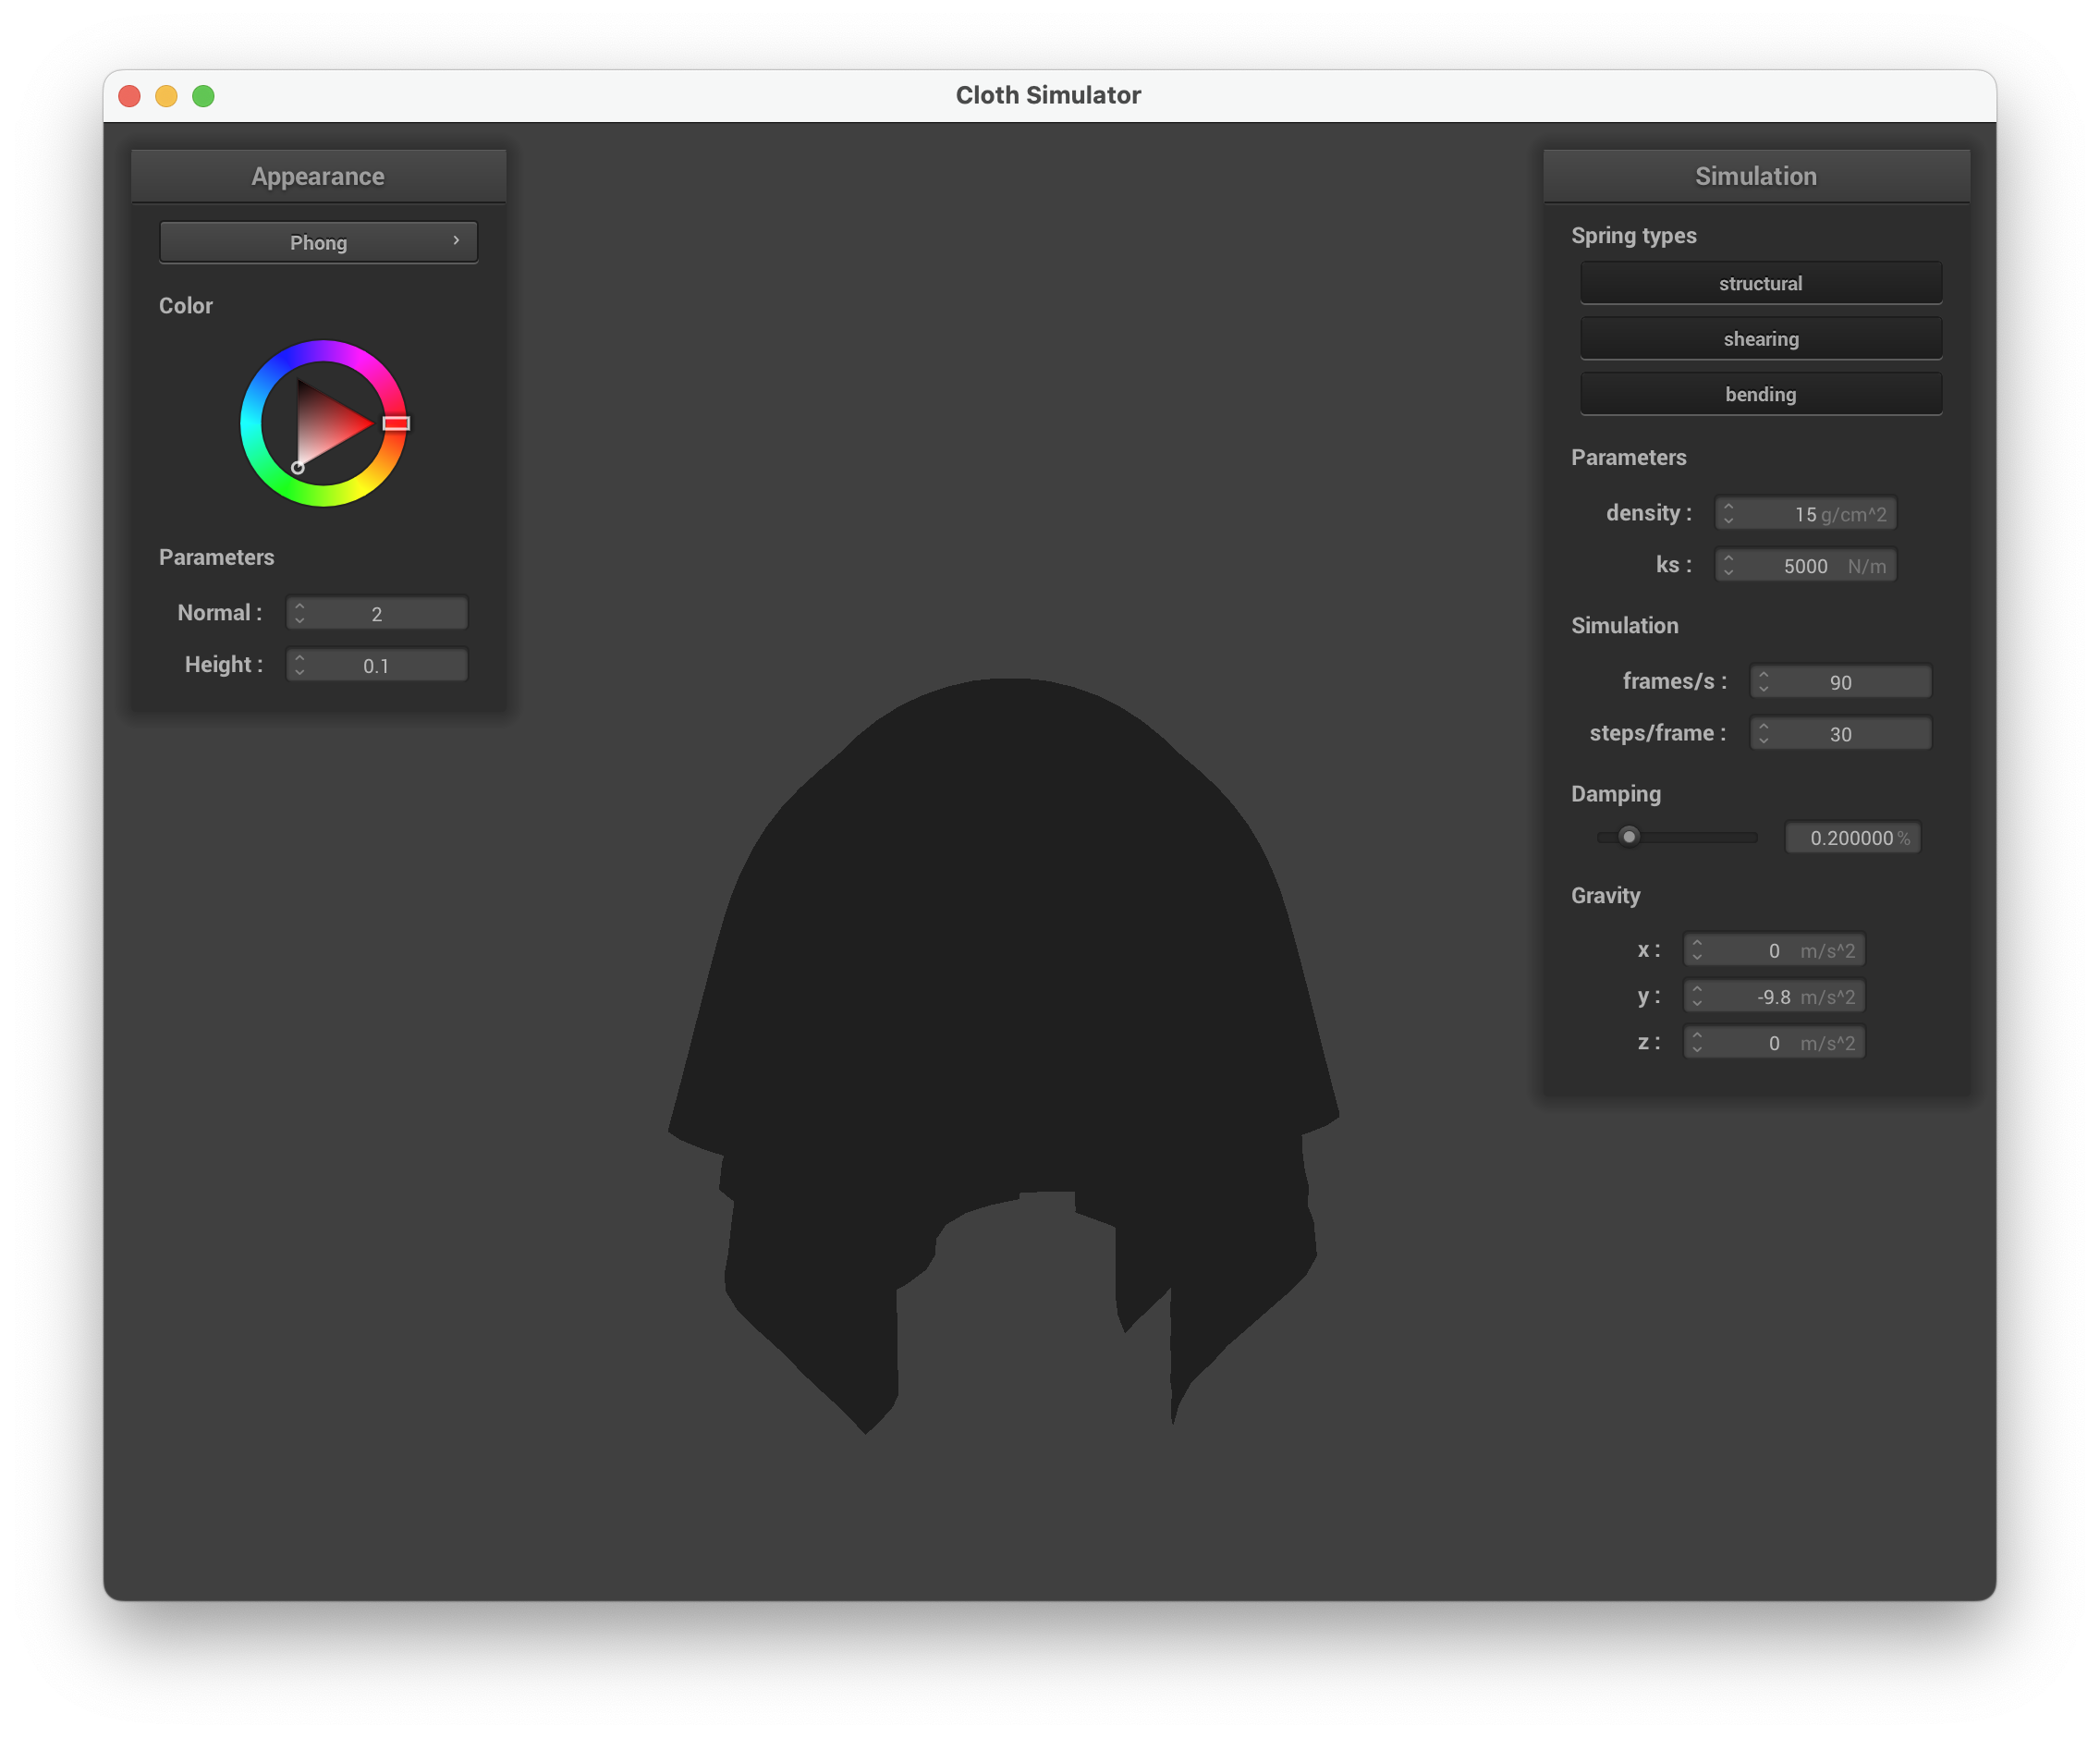 Cloth Simulator
Appearance
Phong
Color
Parameters
Normal : 2
Height : 0.1
Simulation
Spring types
structural
shearing
bending
Parameters
density : 15 g/cm^2
ks : 5000 N/m
Simulation
frames/s : 90
steps/frame : 30
Damping
0.200000 %
Gravity
x : 0 m/s^2
y : -9.8 m/s^2
z : 0 m/s^2